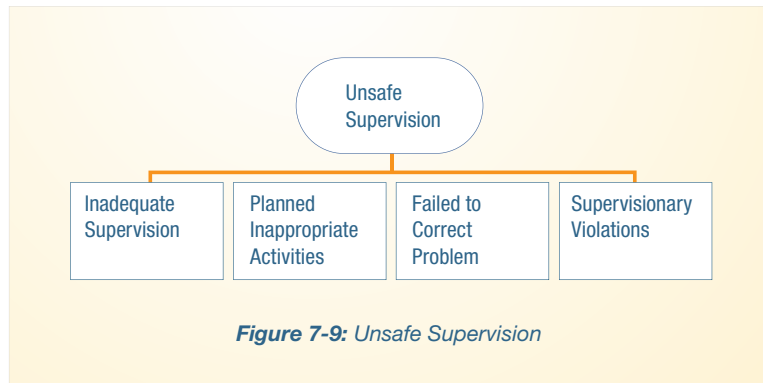 Unsafe
Supervision
Inadequate
Supervision
Planned
Inappropriate
Activities
Failed to
Correct
Problem
Supervisionary
Violations
Figure 7-9: Unsafe Supervision